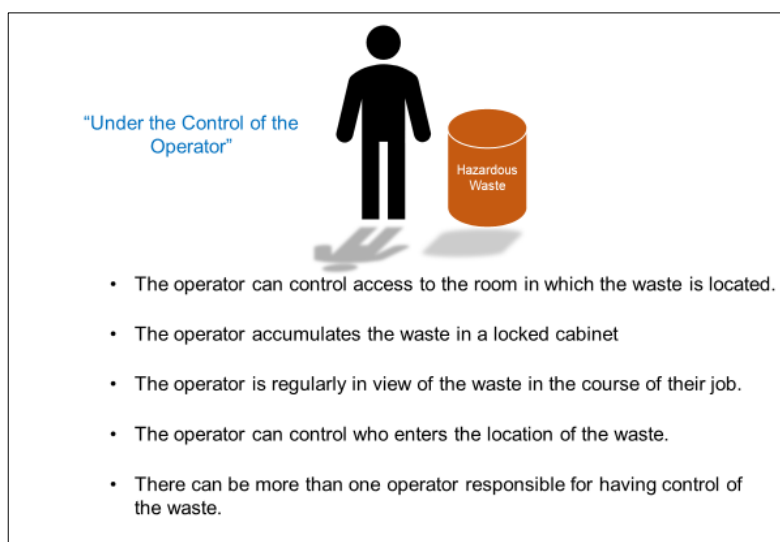 “Under the Control of the
Operator”
Hazardous
Waste
• The operator can control access to the room in which the waste is located.
• The operator accumulates the waste in a locked cabinet
• The operator is regularly in view of the waste in the course of their job.
• The operator can control who enters the location of the waste.
• There can be more than one operator responsible for having control of
the waste.